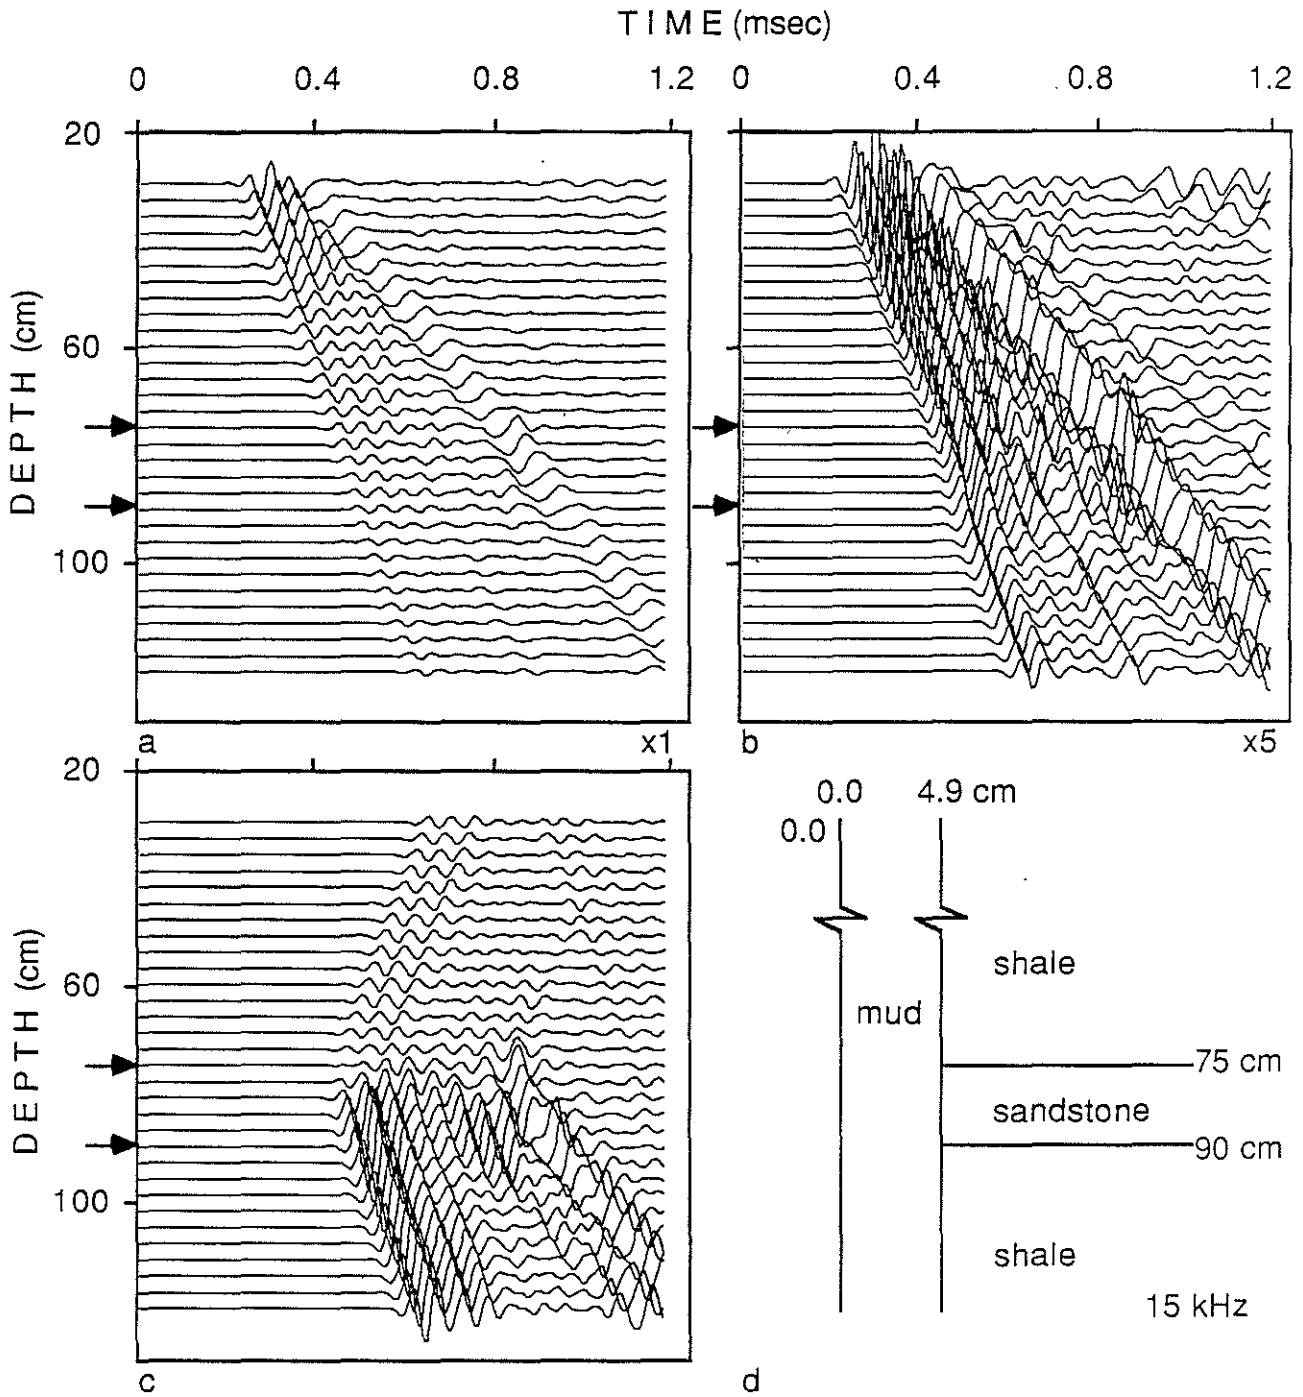 TIME (msec)
0 0.4 0.8 1.2 0 0.4 0.8 1.2
20
60
100
DEPTH (cm)
a x1 b x5
20
60
100
DEPTH (cm)
c
0.0 4.9 cm
0.0
shale
mud
75 cm
sandstone
90 cm
shale
15 kHz
d